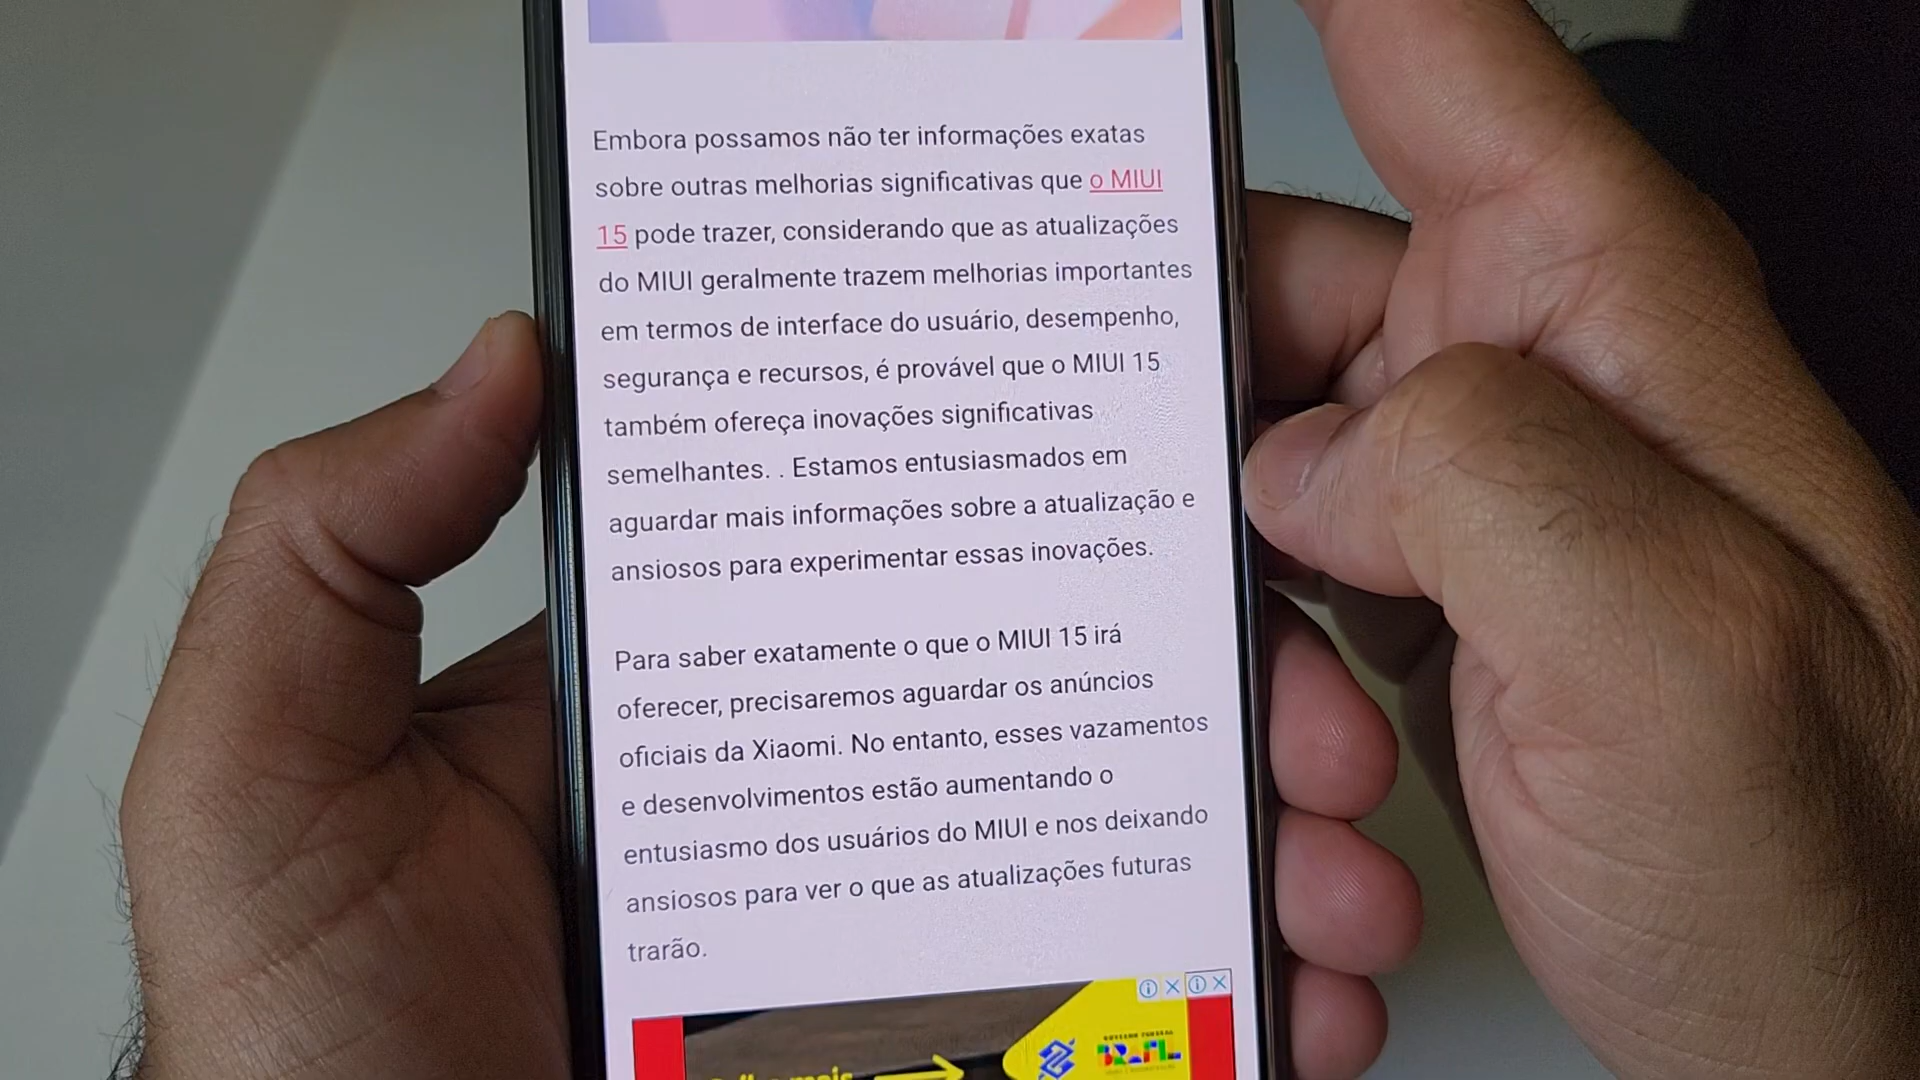 Embora possamos não ter informações exatas
sobre outras melhorias significativas que o MIUI
15 pode trazer, considerando que as atualizações
do MIUI geralmente trazem melhorias importantes
em termos de interface do usuário, desempenho,
segurança e recursos, é provável que o MIUI 15
também ofereça inovações significativas
semelhantes. . Estamos entusiasmados em
aguardar mais informações sobre a atualização e
ansiosos para experimentar essas inovações.
Para saber exatamente o que o MIUI 15 irá
oferecer, precisaremos aguardar os anúncios
oficiais da Xiaomi. No entanto, esses vazamentos
e desenvolvimentos estão aumentando o
entusiasmo dos usuários do MIUI e nos deixando
ansiosos para ver o que as atualizações futuras
trarão.
GOVERNO FEDERAL
BRASIL
mais